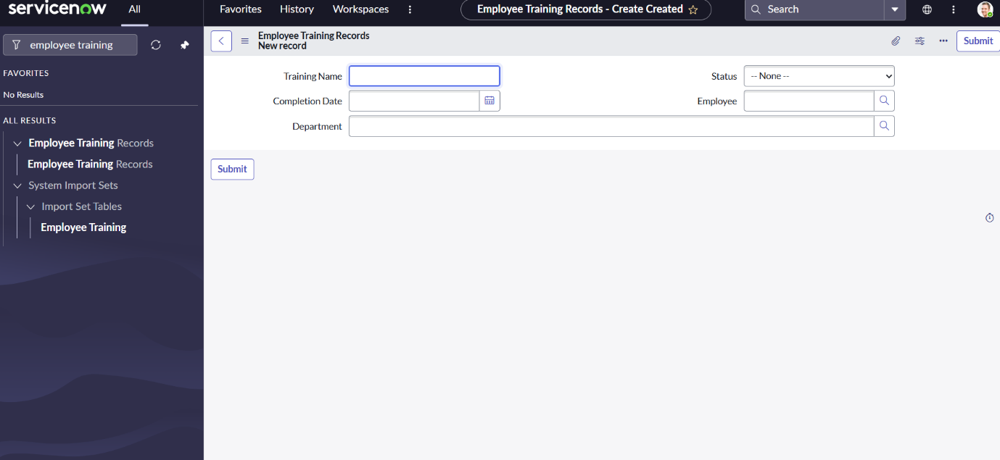 servicenow All Favorites History Workspaces Employee Training Records - Create Created Search
employee training
FAVORITES
No Results
ALL RESULTS
Employee Training Records
Employee Training Records
System Import Sets
Import Set Tables
Employee Training
Employee Training Records
New record
Submit
Training Name
Status -- None --
Completion Date
Employee
Department
Submit